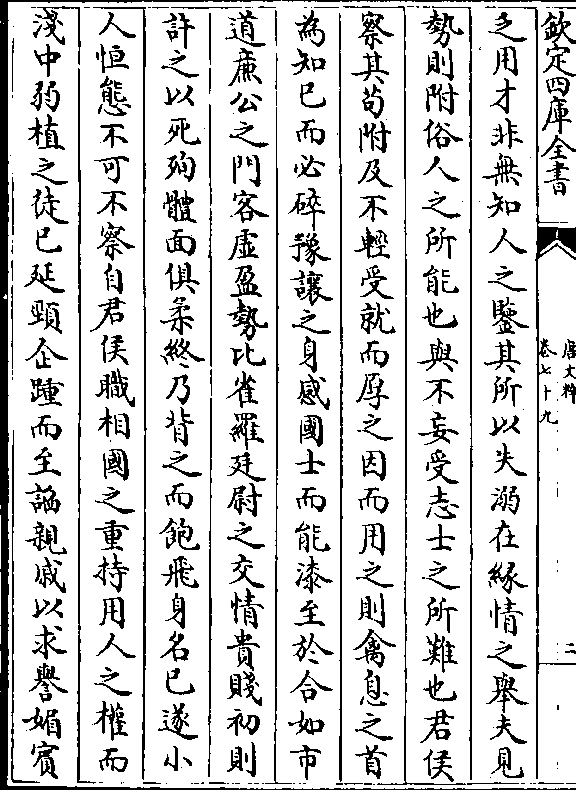 欽定四庫全書
唐文粹
卷七十九
二
乏用才非無知人之鑒其所以失溺在緣情之舉夫見
勢則附俗人之所能也與不妄受志士之所難也君侯
察其苟附及不輕受就而厚之因而用之則禽息之首
為知已而必碎豫讓之身感國士而能漆至於合如市
道廉公之門客虛盈勢比雀羅廷尉之交情貴賤初則
許之以死殉體面俱柔終乃背之而飽飛身名已遂小
人恒態不可不察自君侯職相國之重持用人之權而
淺中弱植之徒已延頸企踵而至諂親戚以求譽媚賓